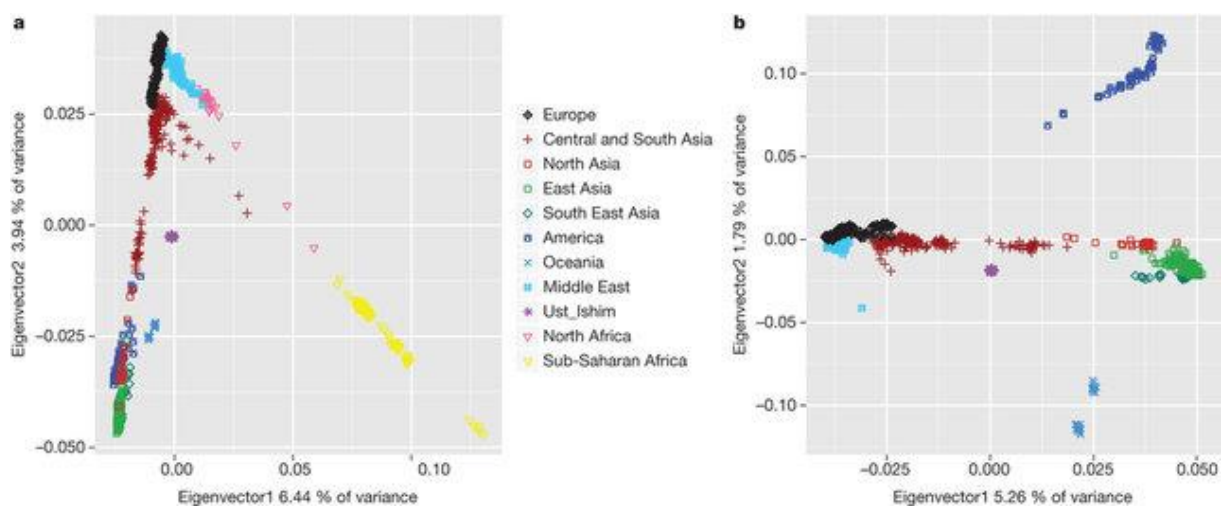 a
Eigenvector2 3.94 % of variance
0.025
0.000
−0.025
−0.050
0.00
0.05
0.10
Eigenvector1 6.44 % of variance
Europe
Central and South Asia
North Asia
East Asia
South East Asia
America
Oceania
Middle East
Ust_Ishim
North Africa
Sub-Saharan Africa
b
Eigenvector2 1.79 % of variance
0.10
0.05
0.00
−0.05
−0.10
−0.025
0.000
0.025
0.050
Eigenvector1 5.26 % of variance